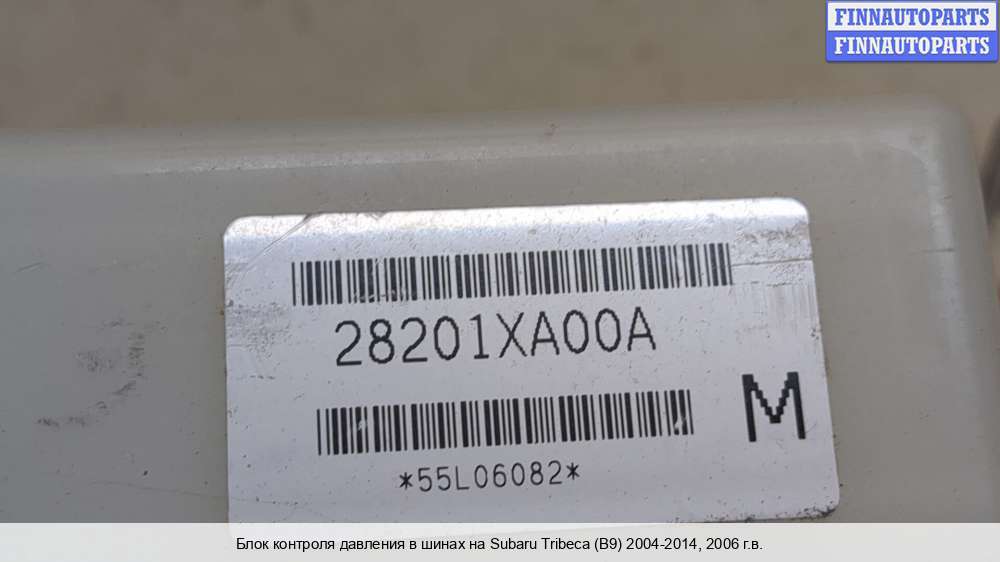 FINNAUTOPARTS
FINNAUTOPARTS
28201XA00A
M
*55L06082*
Блок контроля давления в шинах на Subaru Tribeca (B9) 2004-2014, 2006 г.в.